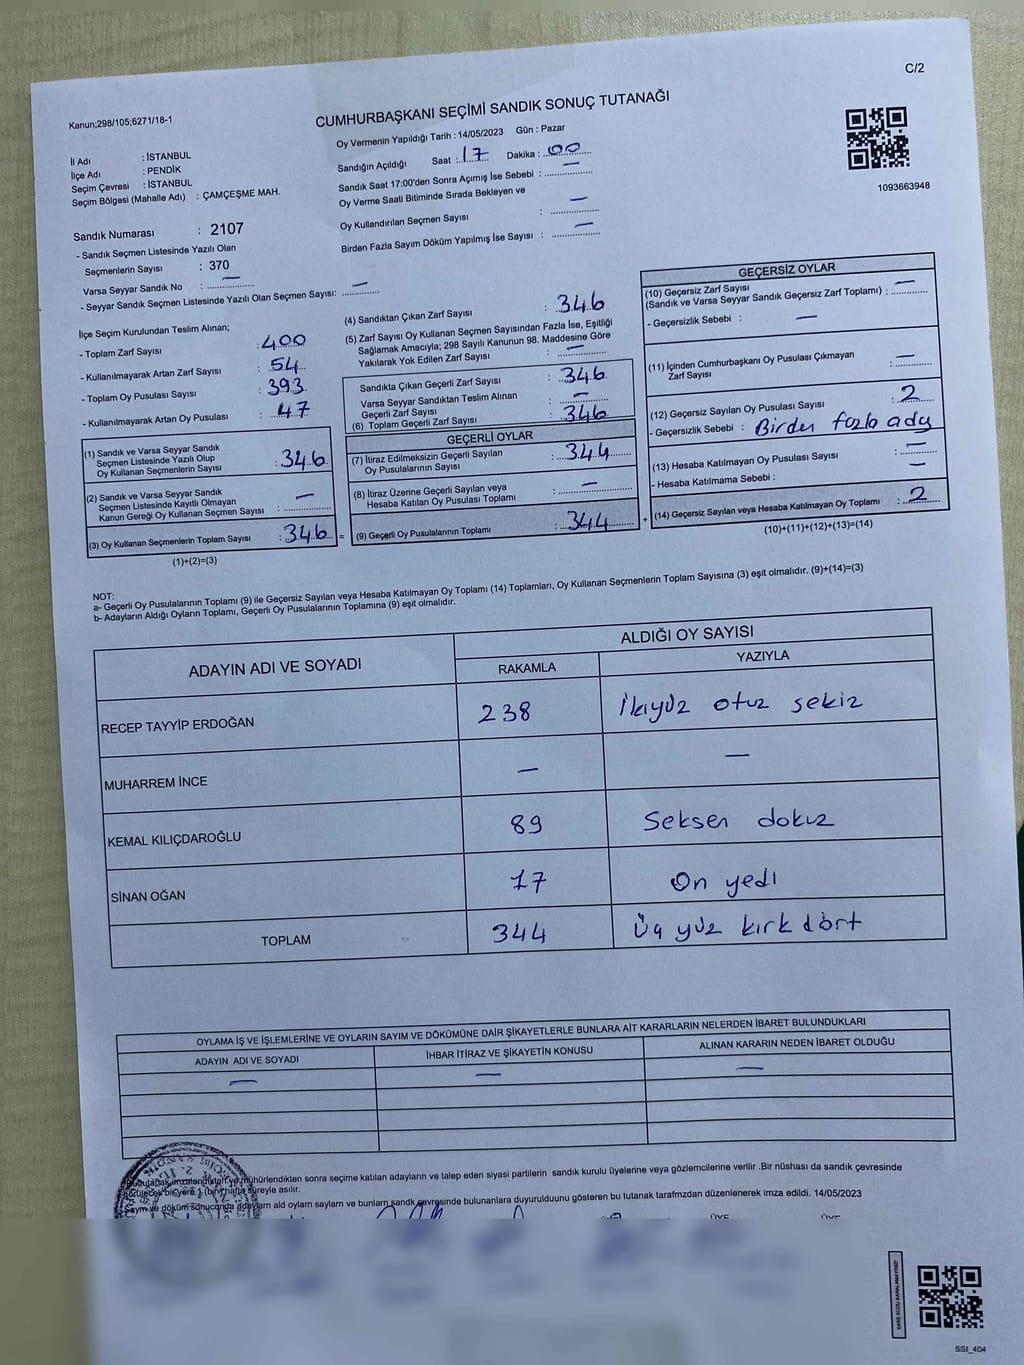 C/2
Kanun;298/105;6271/18-1
CUMHURBAŞKANI SEÇİMİ SANDIK SONUÇ TUTANAĞI
Oy Vermenin Yapıldığı Tarih : 14/05/2023 Gün : Pazar
İl Adı : İSTANBUL
İlçe Adı : PENDİK
Seçim Çevresi : İSTANBUL
Seçim Bölgesi (Mahalle Adı) : ÇAMÇEŞME MAH.
Sandığın Açıldığı Saat : 17 Dakika : 00
Sandık Saat 17:00'den Sonra Açımış İse Sebebi : —
Oy Verme Saati Bitiminde Sırada Bekleyen ve
Oy Kullandırılan Seçmen Sayısı : —
Birden Fazla Sayım Döküm Yapılmış İse Sayısı : —
1093663948
Sandık Numarası : 2107
- Sandık Seçmen Listesinde Yazılı Olan
Seçmenlerin Sayısı : 370
Varsa Seyyar Sandık No : —
- Seyyar Sandık Seçmen Listesinde Yazılı Olan Seçmen Sayısı: —
İlçe Seçim Kurulundan Teslim Alınan;
- Toplam Zarf Sayısı : 400
- Kullanılmayarak Artan Zarf Sayısı : 54
- Toplam Oy Pusulası Sayısı : 393
- Kullanılmayarak Artan Oy Pusulası : 47
(1) Sandık ve Varsa Seyyar Sandık
Seçmen Listesinde Yazılı Olup
Oy Kullanan Seçmenlerin Sayısı : 346
(2) Sandık ve Varsa Seyyar Sandık
Seçmen Listesinde Kayıtlı Olmayan
Kanun Gereği Oy Kullanan Seçmen Sayısı : —
(3) Oy Kullanan Seçmenlerin Toplam Sayısı : 346 =
(1)+(2)=(3)
(4) Sandıktan Çıkan Zarf Sayısı : 346
(5) Zarf Sayısı Oy Kullanan Seçmen Sayısından Fazla İse, Eşitliği
Sağlamak Amacıyla; 298 Sayılı Kanunun 98. Maddesine Göre
Yakılarak Yok Edilen Zarf Sayısı : —
Sandıkta Çıkan Geçerli Zarf Sayısı : 346
Varsa Seyyar Sandıktan Teslim Alınan
Geçerli Zarf Sayısı : —
(6) Toplam Geçerli Zarf Sayısı : 346
GEÇERLİ OYLAR
(7) İtiraz Edilmeksizin Geçerli Sayılan
Oy Pusulalarının Sayısı : 344
(8) İtiraz Üzerine Geçerli Sayılan veya
Hesaba Katılan Oy Pusulası Toplamı : —
(9) Geçerli Oy Pusulalarının Toplamı : 344 +
GEÇERSİZ OYLAR
(10) Geçersiz Zarf Sayısı
(Sandık ve Varsa Seyyar Sandık Geçersiz Zarf Toplamı) : —
- Geçersizlik Sebebi : —
(11) İçinden Cumhurbaşkanı Oy Pusulası Çıkmayan
Zarf Sayısı : —
(12) Geçersiz Sayılan Oy Pusulası Sayısı : 2
- Geçersizlik Sebebi : Birden fazla aday
(13) Hesaba Katılmayan Oy Pusulası Sayısı : —
- Hesaba Katılmama Sebebi : —
(14) Geçersiz Sayılan veya Hesaba Katılmayan Oy Toplamı : 2
(10)+(11)+(12)+(13)=(14)
NOT:
a- Geçerli Oy Pusulalarının Toplamı (9) ile Geçersiz Sayılan veya Hesaba Katılmayan Oy Toplamı (14) Toplamları, Oy Kullanan Seçmenlerin Toplam Sayısına (3) eşit olmalıdır. (9)+(14)=(3)
b- Adayların Aldığı Oyların Toplamı, Geçerli Oy Pusulalarının Toplamına (9) eşit olmalıdır.
ADAYIN ADI VE SOYADI ALDIĞI OY SAYISI
RAKAMLA YAZIYLA
RECEP TAYYİP ERDOĞAN 238 İkiyüz otuz sekiz
MUHARREM İNCE — —
KEMAL KILIÇDAROĞLU 89 Seksen dokuz
SİNAN OĞAN 17 On yedi
TOPLAM 344 Üç yüz kırk dört
OYLAMA İŞ VE İŞLEMLERİNE VE OYLARIN SAYIM VE DÖKÜMÜNE DAİR ŞİKAYETLERLE BUNLARA AİT KARARLARIN NELERDEN İBARET BULUNDUKLARI
ADAYIN ADI VE SOYADI İHBAR İTİRAZ VE ŞİKAYETİN KONUSU ALINAN KARARIN NEDEN İBARET OLDUĞU
— — —
mühürlendikten sonra seçime katılan adayların ve talep eden siyasi partilerin sandık kurulu üyelerine veya gözlemcilerine verilir .Bir nüshası da sandık çevresinde
(bir) hafta süreyle asılır.
Sayım ve döküm sonucunda adayların aldı oyların sayıların ve bunların sandk çevresinde bulunanlara duyurulduunu gösteren bu tutanak tarafmzdan düzenlenerek imza edildi. 14/05/2023
ÜYE ÜYE
SSI_404